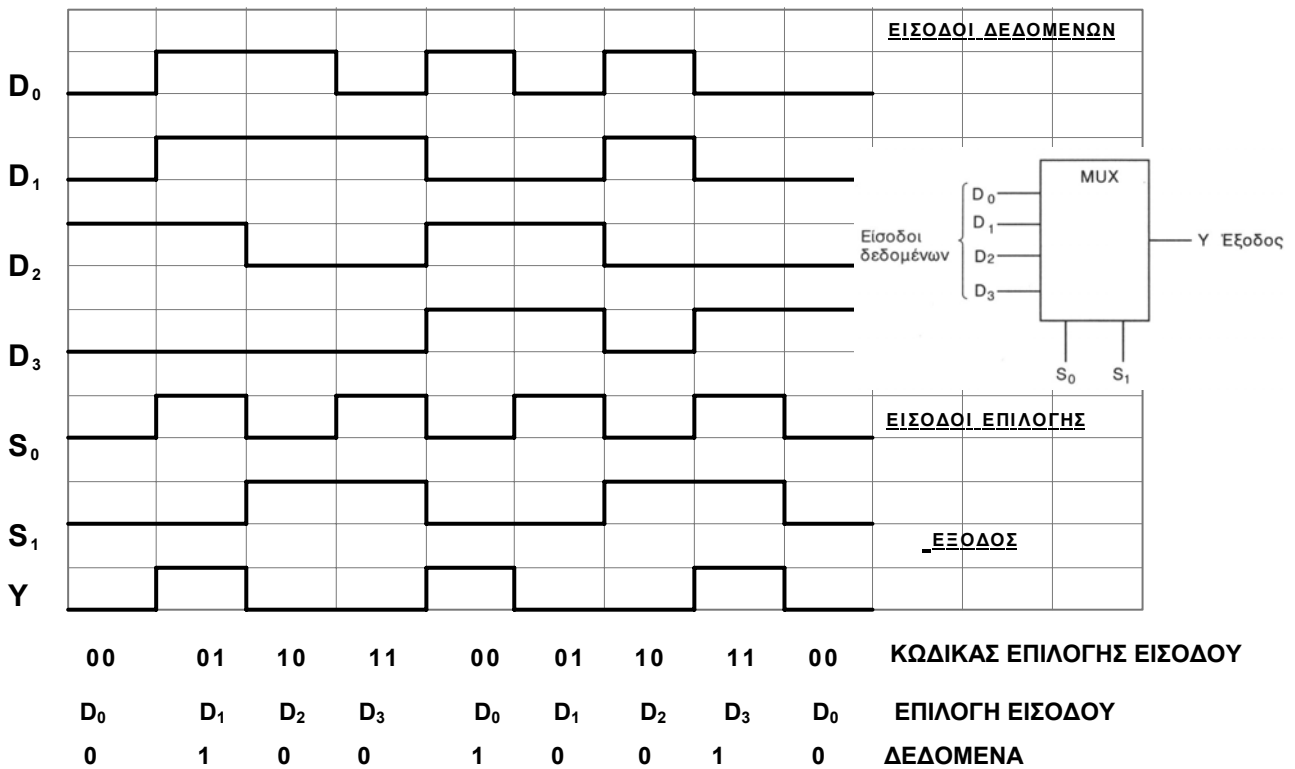 ΕΙΣΟΔΟΙ ΔΕΔΟΜΕΝΩΝ
D0
D1
D2
D3
S0
S1
Y
MUX
D0
D1
D2
D3
Είσοδοι
δεδομένων
Y Έξοδος
S0 S1
ΕΙΣΟΔΟΙ ΕΠΙΛΟΓΗΣ
ΕΞΟΔΟΣ
00 01 10 11 00 01 10 11 00 ΚΩΔΙΚΑΣ ΕΠΙΛΟΓΗΣ ΕΙΣΟΔΟΥ
D0 D1 D2 D3 D0 D1 D2 D3 D0 ΕΠΙΛΟΓΗ ΕΙΣΟΔΟΥ
0 1 0 0 1 0 0 1 0 ΔΕΔΟΜΕΝΑ